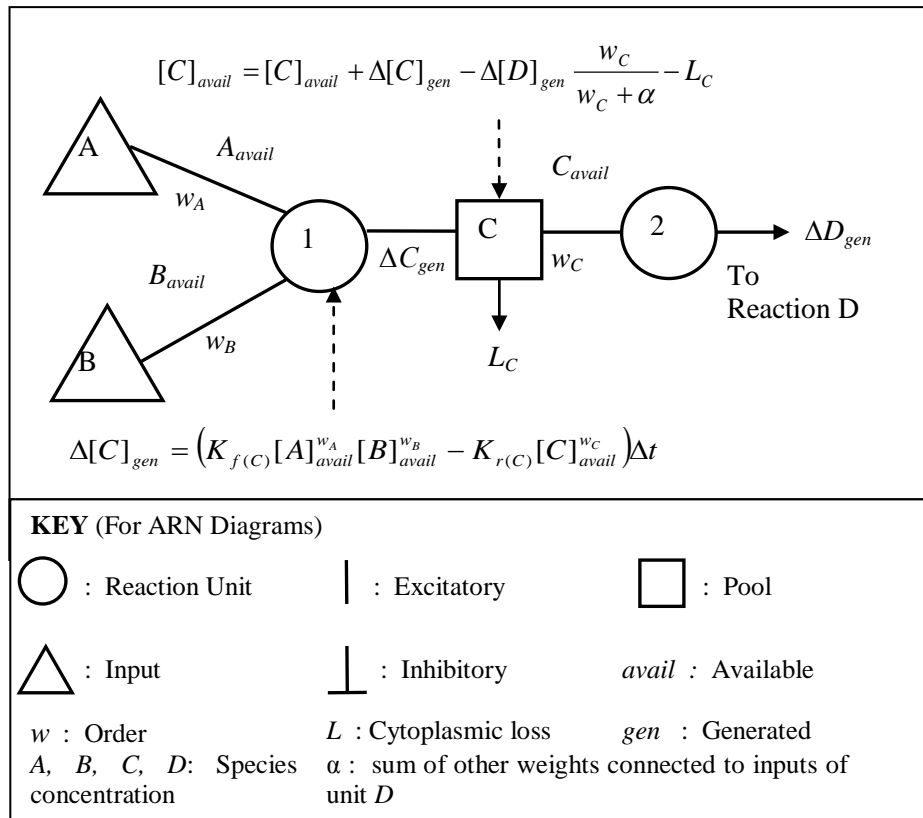 [C]_avail = [C]_avail + Δ[C]_gen − Δ[D]_gen w_C / (w_C + α) − L_C
A
A_avail
w_A
C_avail
1
C
2
ΔD_gen
ΔC_gen
w_C
To
Reaction D
B_avail
w_B
B
L_C
Δ[C]_gen = (K_f(C) [A]_avail^w_A [B]_avail^w_B − K_r(C) [C]_avail^w_C) Δt
KEY (For ARN Diagrams)
: Reaction Unit
: Excitatory
: Pool
: Input
: Inhibitory
avail : Available
w : Order
L : Cytoplasmic loss
gen : Generated
A, B, C, D: Species
concentration
α : sum of other weights connected to inputs of
unit D